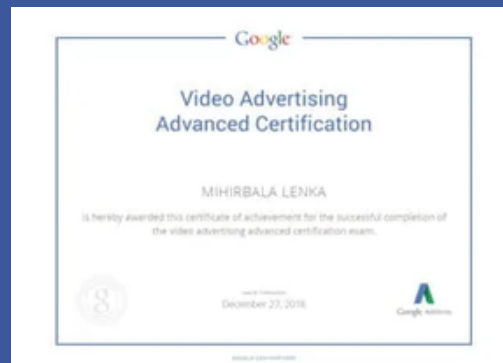 Google
Video Advertising
Advanced Certification
MIHIRBALA LENKA
is hereby awarded this certificate of achievement for the successful completion of
the video advertising advanced certification exam.
December 27, 2016
g
Google AdWords